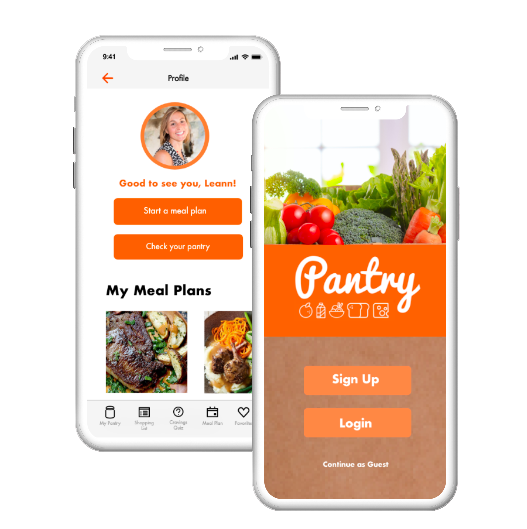 9:41
Profile
Good to see you, Leann!
Start a meal plan
Check your pantry
My Meal Plans
My Pantry
Shopping List
Cravings Quiz
Meal Plan
Favorites
Pantry
Sign Up
Login
Continue as Guest